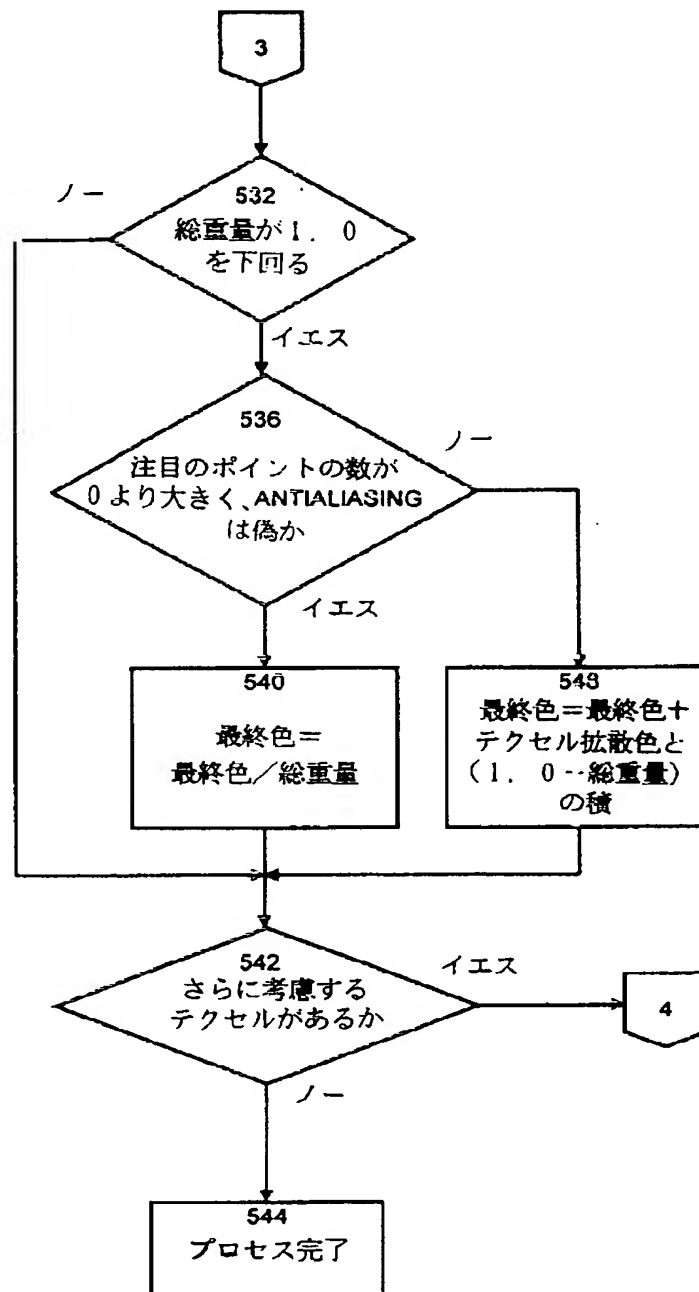 3
ノー
532
総重量が1.0
を下回る
イエス
536
注目のポイントの数が
0より大きく、ANTIALIASING
は偽か
ノー
イエス
540
最終色=
最終色/総重量
543
最終色=最終色+
テクセル拡散色と
(1.0--総重量)
の積
542
さらに考慮する
テクセルがあるか
イエス
4
ノー
544
プロセス完了